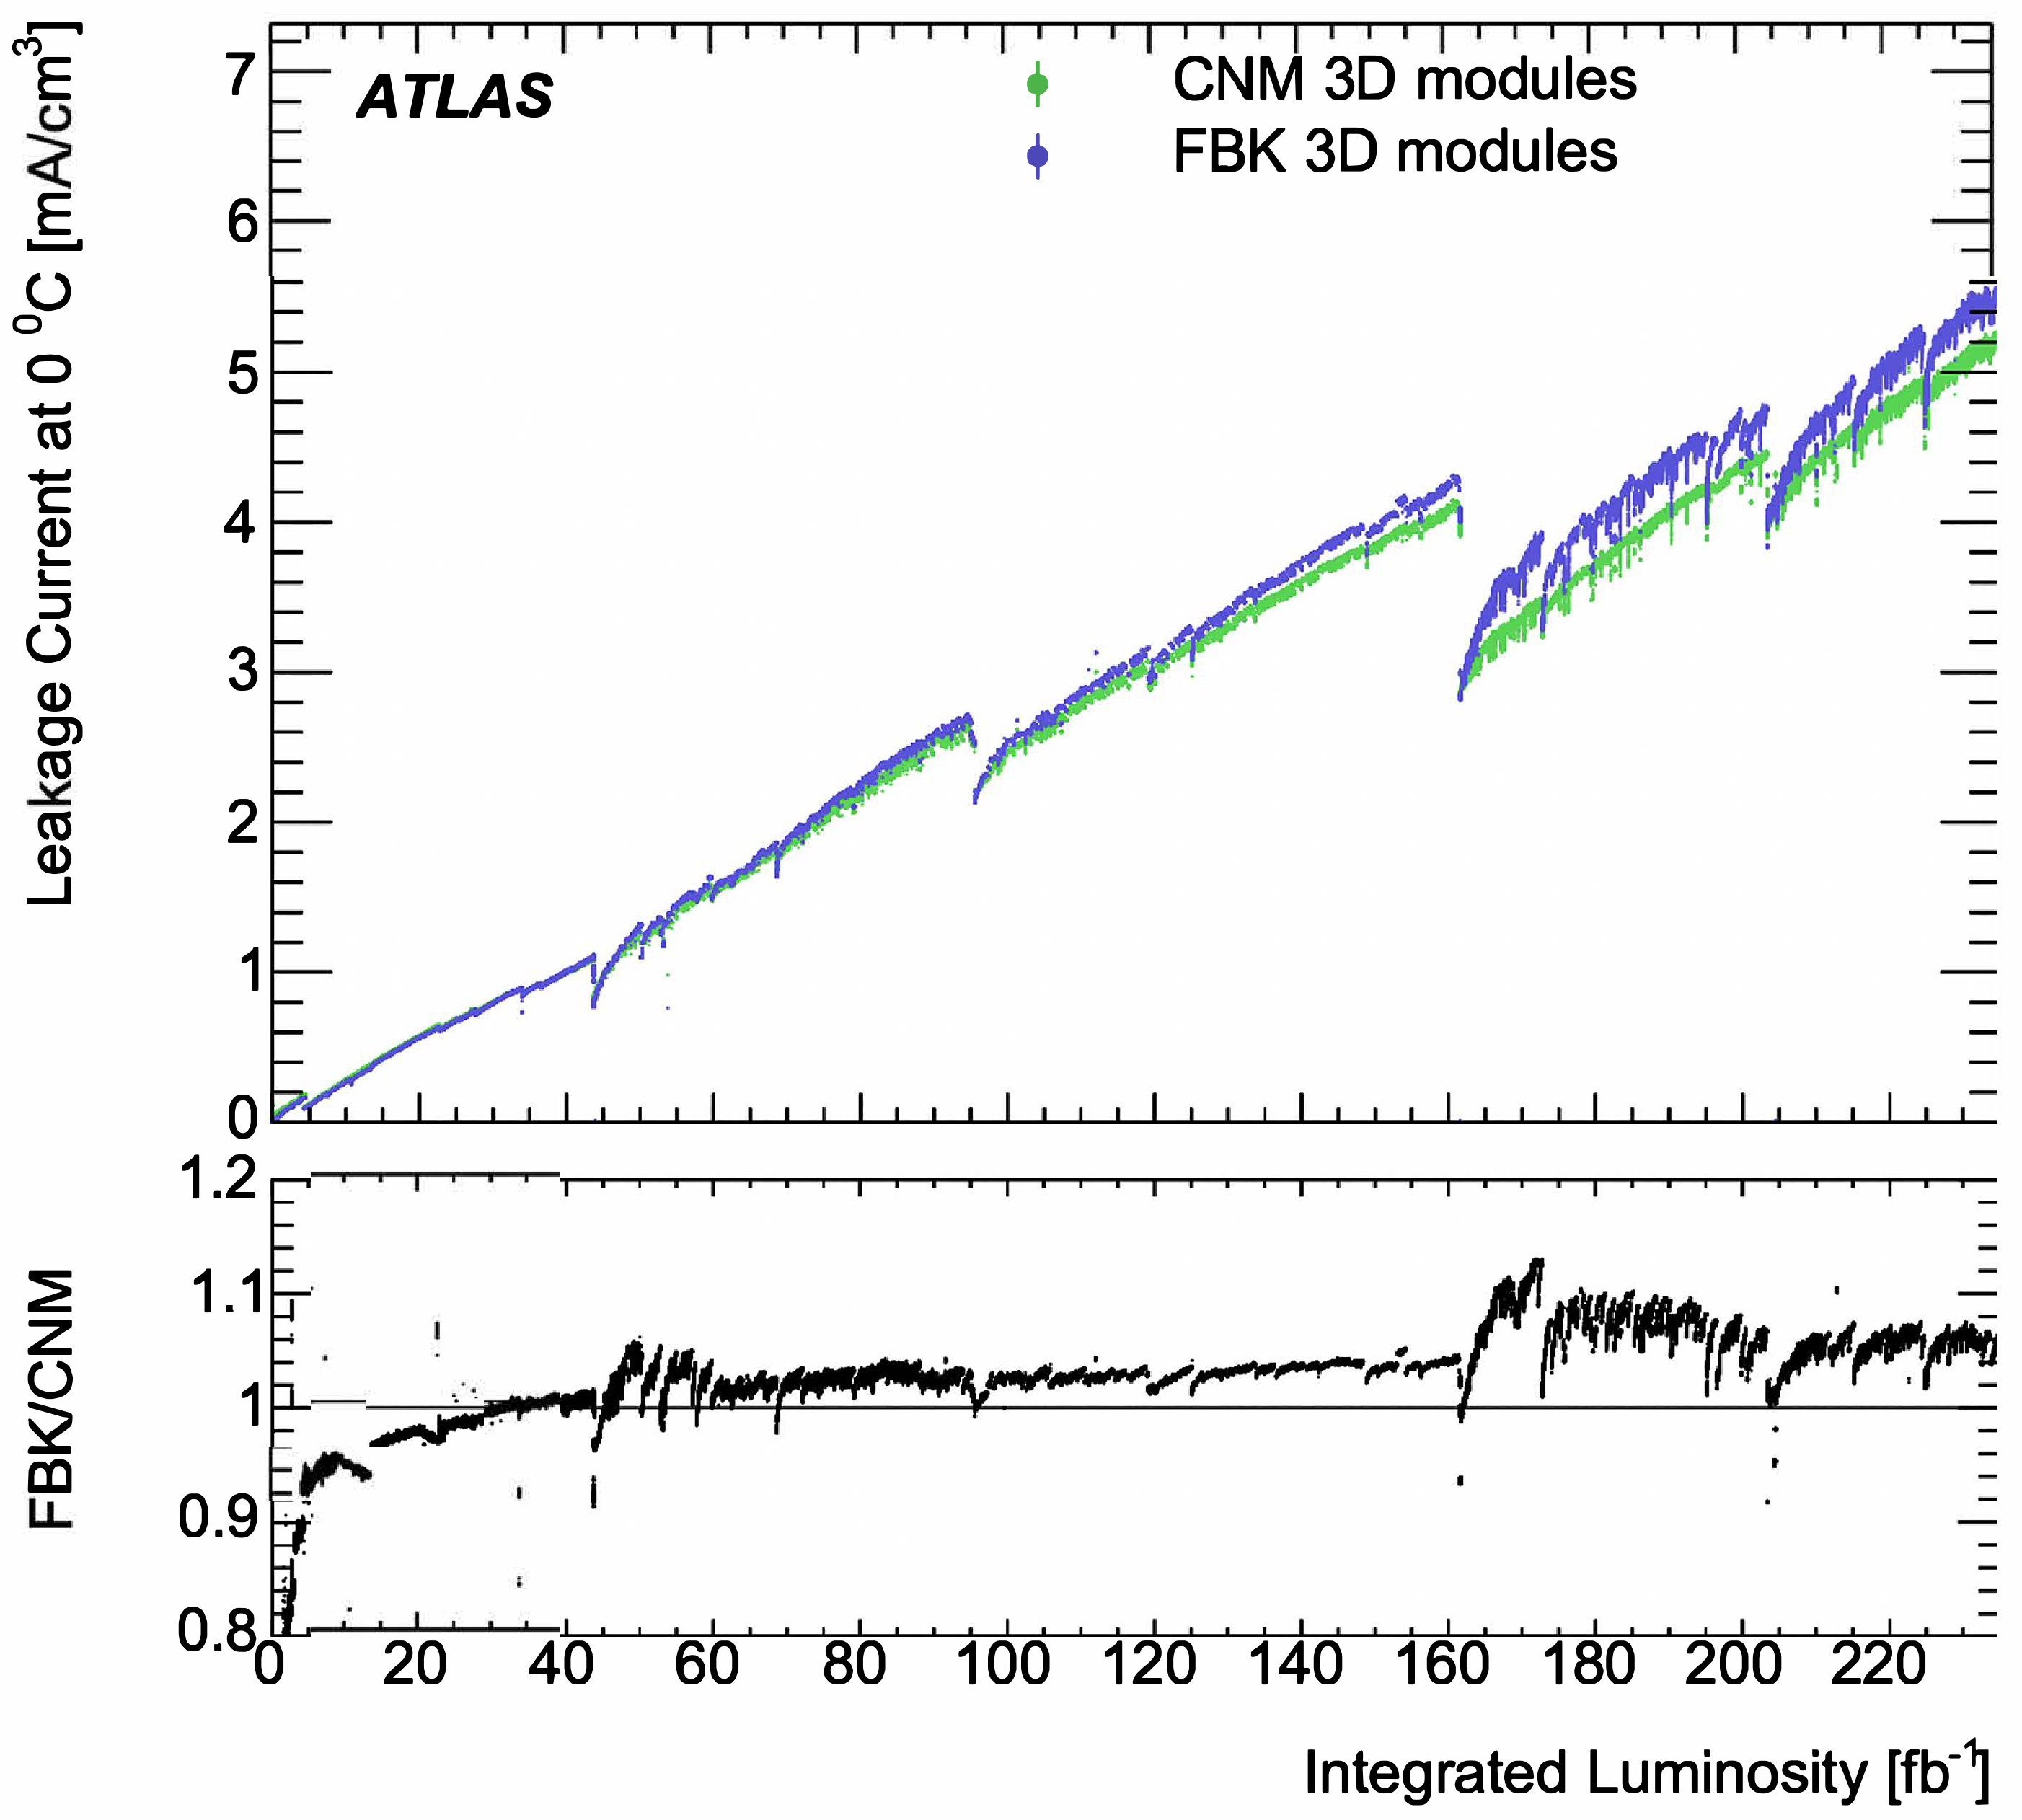 Leakage Current at 0 ⁰C [mA/cm³]
ATLAS
CNM 3D modules
FBK 3D modules
7
6
5
4
3
2
1
0
FBK/CNM
1.2
1.1
1
0.9
0.8
0 20 40 60 80 100 120 140 160 180 200 220
Integrated Luminosity [fb⁻¹]